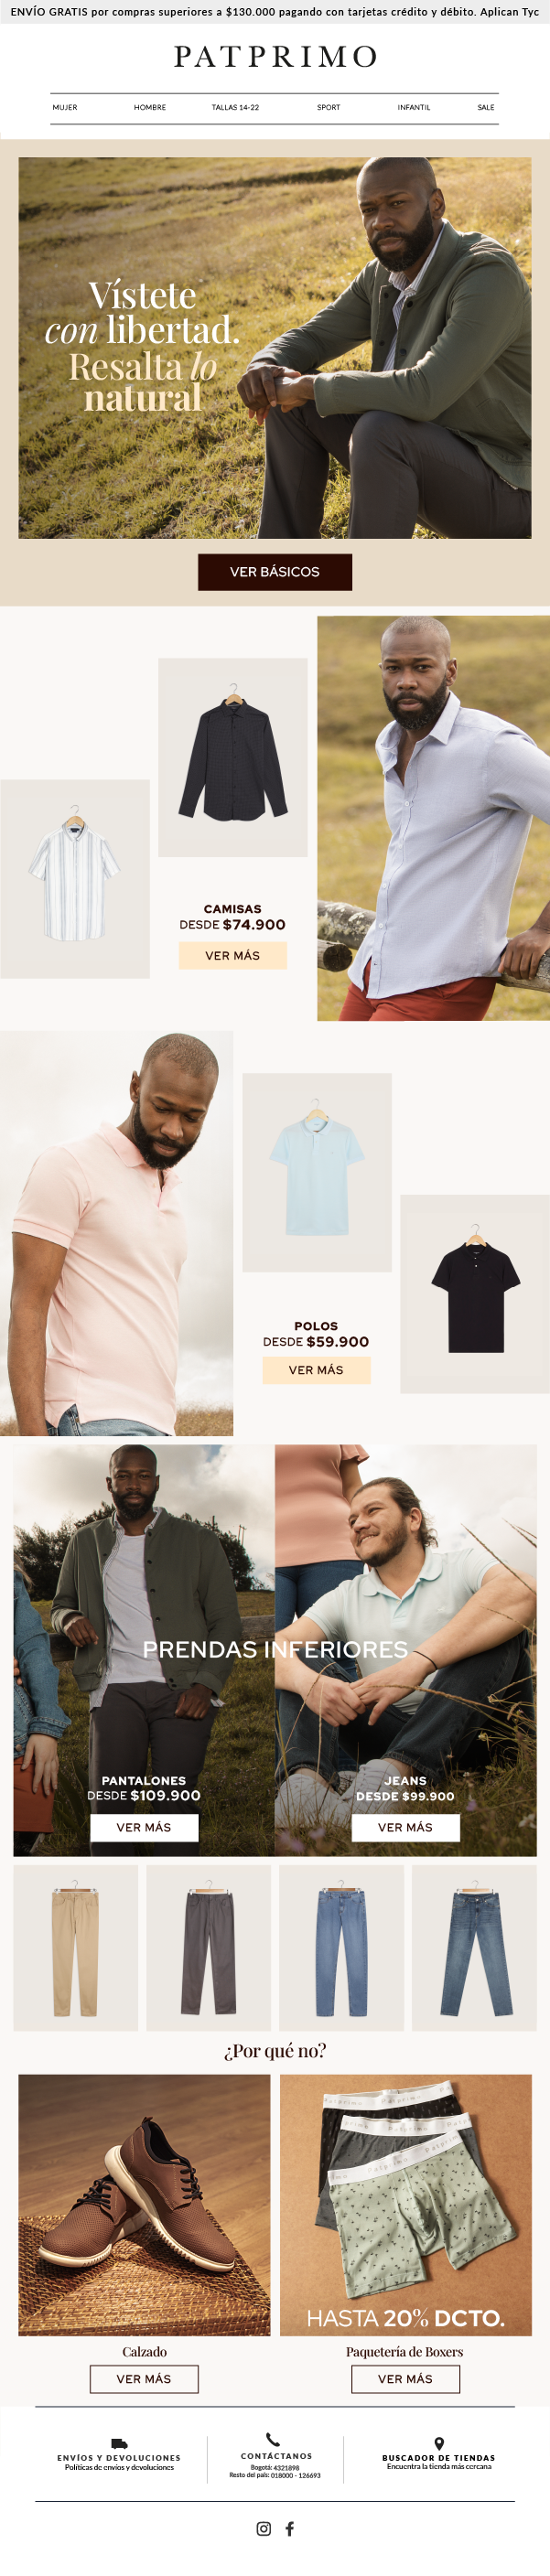 ENVÍO GRATIS por compras superiores a $130.000 pagando con tarjetas crédito y débito. Aplican Tyc
PATPRIMO
MUJER HOMBRE TALLAS 14-22 SPORT INFANTIL SALE
Vístete
con libertad.
Resalta lo
natural
VER BÁSICOS
CAMISAS
DESDE $74.900
VER MÁS
POLOS
DESDE $59.900
VER MÁS
PRENDAS INFERIORES
PANTALONES
DESDE $109.900
VER MÁS
JEANS
DESDE $99.900
VER MÁS
¿Por qué no?
Patprimo
Patprimo
Patprimo
HASTA 20% DCTO.
Calzado
VER MÁS
Paquetería de Boxers
VER MÁS
ENVÍOS Y DEVOLUCIONES
Políticas de envíos y devoluciones
CONTÁCTANOS
Bogotá: 4321898
Resto del país: 018000 - 126693
BUSCADOR DE TIENDAS
Encuentra la tienda más cercana